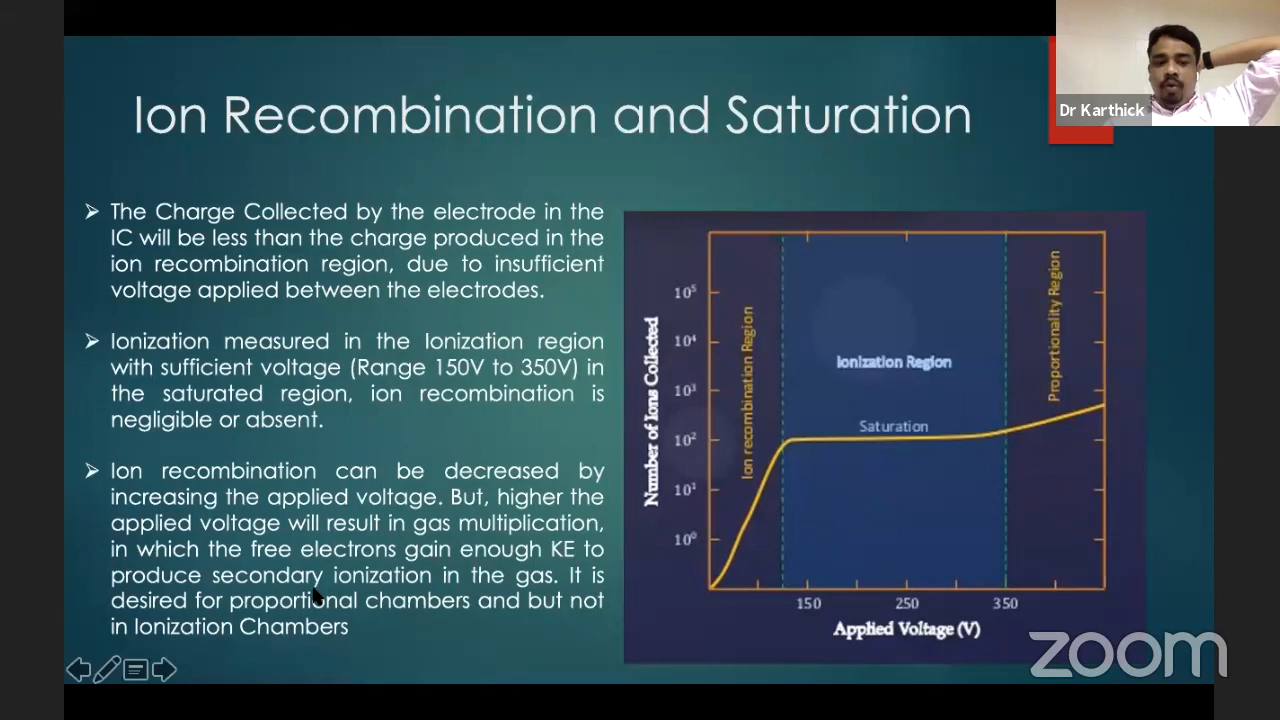 Dr Karthick
Ion Recombination and Saturation
➢ The Charge Collected by the electrode in the
IC will be less than the charge produced in the
ion recombination region, due to insufficient
voltage applied between the electrodes.
➢ Ionization measured in the Ionization region
with sufficient voltage (Range 150V to 350V) in
the saturated region, ion recombination is
negligible or absent.
➢ Ion recombination can be decreased by
increasing the applied voltage. But, higher the
applied voltage will result in gas multiplication,
in which the free electrons gain enough KE to
produce secondary ionization in the gas. It is
desired for proportional chambers and but not
in Ionization Chambers
Number of Ions Collected
10⁵
10⁴
10³
10²
10¹
10⁰
Ion recombination Region
Ionization Region
Saturation
Proportionality Region
150 250 350
Applied Voltage (V)
zoom